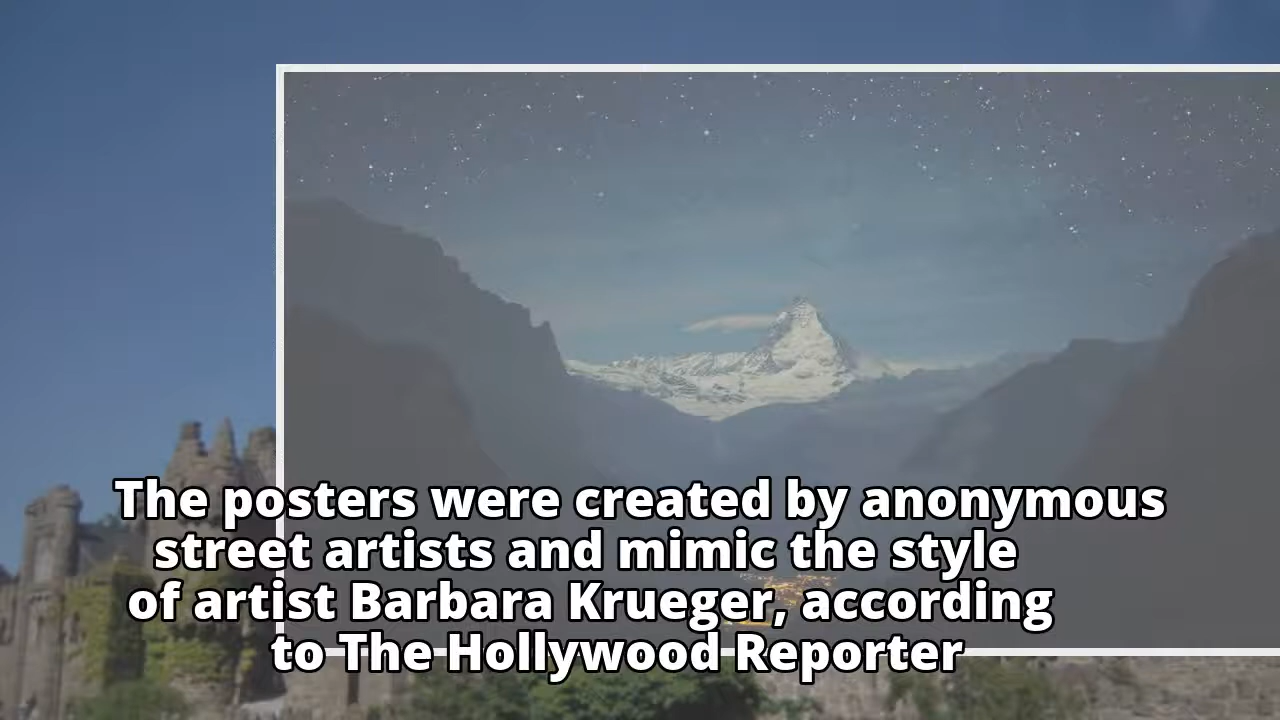 The posters were created by anonymous
street artists and mimic the style
of artist Barbara Krueger, according
to The Hollywood Reporter